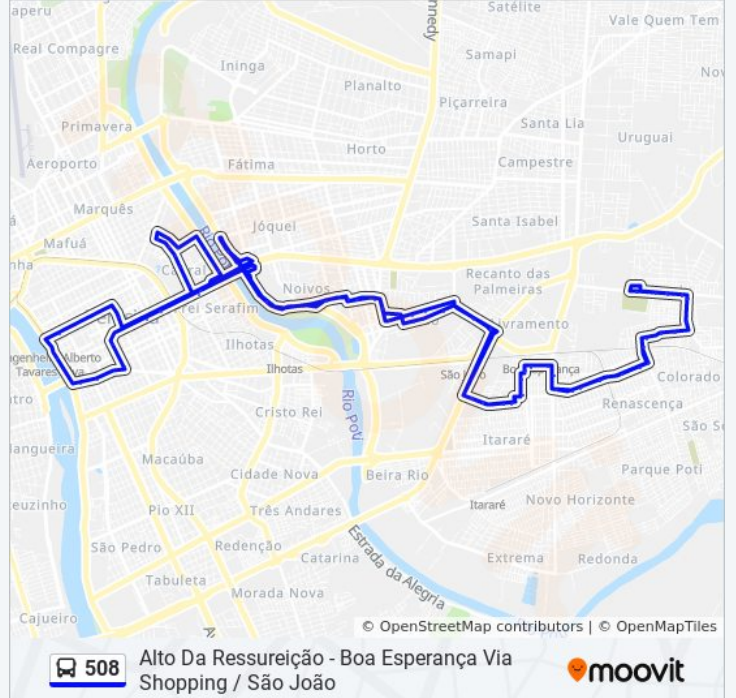 aperu
Satélite
nnedy
Vale Quem Tem
Real Compagre
Samapi
Ininga
Planalto
Nov
Piçarreira
Primavera
Santa Lia
Uruguai
Horto
Aeroporto
Fátima
Campestre
Marquês
Santa Isabel
Jóquei
Mafuá
Recanto das
Palmeiras
Noivos
Frei Serafim
Livramento
Ilhotas
Alberto
Tavares
Ilhotas
Colorado
Renascença
Cristo Rei
Rio Poti
Itararé
Macaúba
Cidade Nova
Beira Rio
Parque Poti
Itararé
Novo Horizonte
Pio XII
Três Andares
São Pedro
Redenção
Catarina
Estrada da Alegria
Extrema
Redonda
Tabuleta
Morada Nova
Cajueiro
© OpenStreetMap contributors | © OpenMapTiles
508
Alto Da Ressureição - Boa Esperança Via
Shopping / São João
moovit